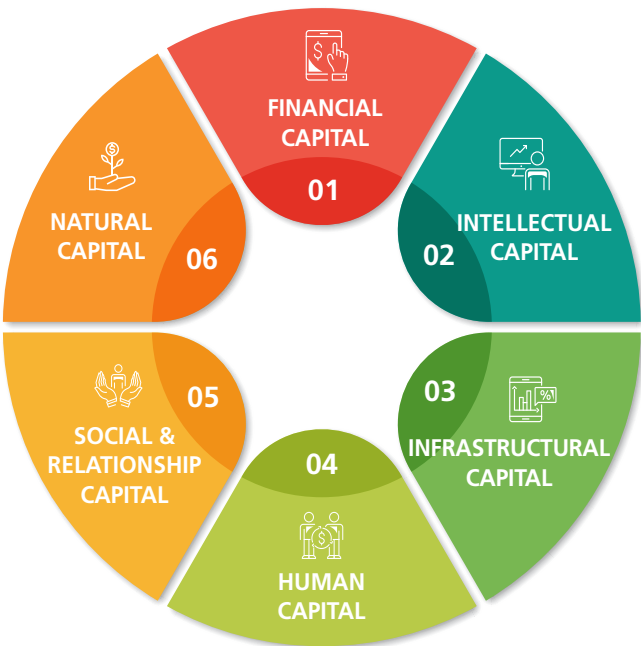 FINANCIAL
CAPITAL
01
INTELLECTUAL
CAPITAL
02
03
INFRASTRUCTURAL
CAPITAL
04
HUMAN
CAPITAL
05
SOCIAL &
RELATIONSHIP
CAPITAL
NATURAL
CAPITAL
06
$
$
%
$